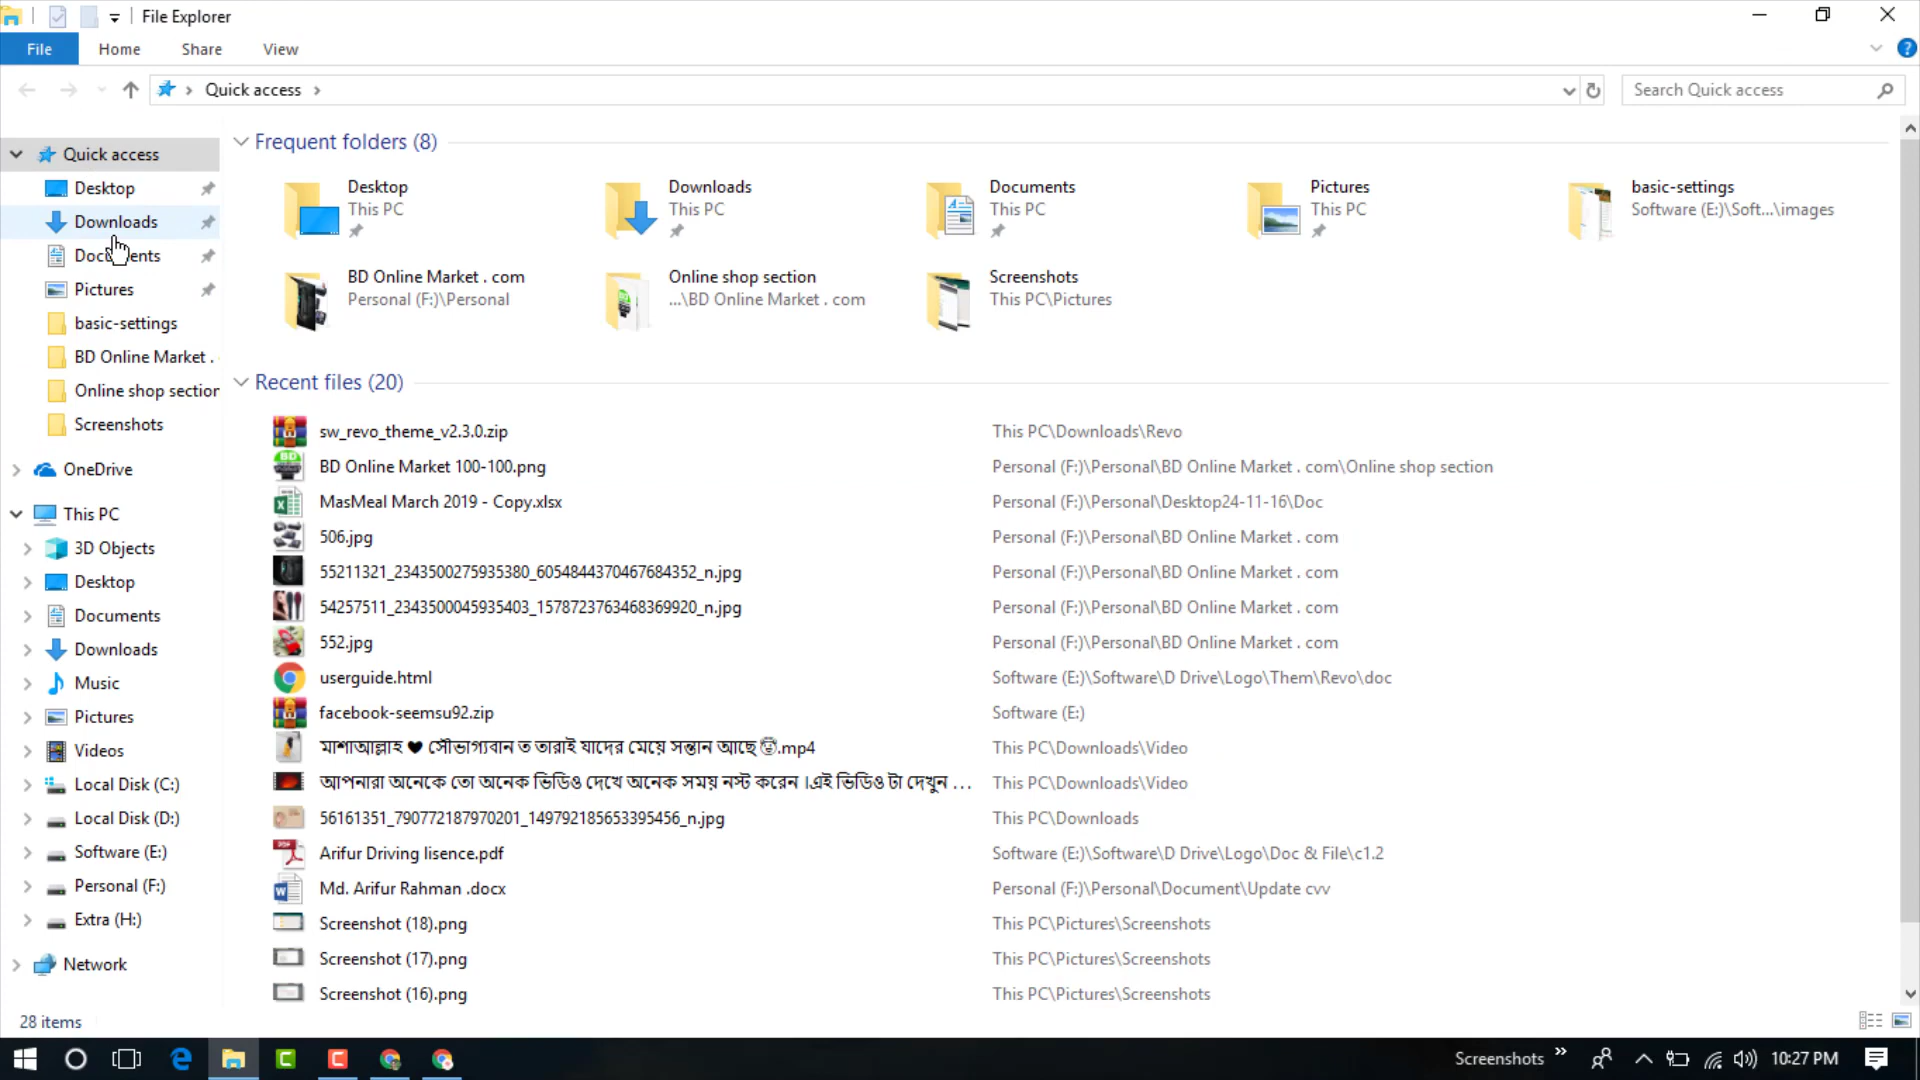 File Explorer
File Home Share View
Quick access
Search Quick access
Quick access
Desktop
Downloads
Documents
Pictures
basic-settings
BD Online Market .
Online shop section
Screenshots
OneDrive
This PC
3D Objects
Desktop
Documents
Downloads
Music
Pictures
Videos
Local Disk (C:)
Local Disk (D:)
Software (E:)
Personal (F:)
Extra (H:)
Network
Frequent folders (8)
Desktop
This PC
Downloads
This PC
Documents
This PC
Pictures
This PC
basic-settings
Software (E:)\Soft...\images
BD Online Market . com
Personal (F:)\Personal
Online shop section
...\BD Online Market . com
Screenshots
This PC\Pictures
Recent files (20)
sw_revo_theme_v2.3.0.zip This PC\Downloads\Revo
BD Online Market 100-100.png Personal (F:)\Personal\BD Online Market . com\Online shop section
MasMeal March 2019 - Copy.xlsx Personal (F:)\Personal\Desktop24-11-16\Doc
506.jpg Personal (F:)\Personal\BD Online Market . com
55211321_2343500275935380_6054844370467684352_n.jpg Personal (F:)\Personal\BD Online Market . com
54257511_2343500045935403_1578723763468369920_n.jpg Personal (F:)\Personal\BD Online Market . com
552.jpg Personal (F:)\Personal\BD Online Market . com
userguide.html Software (E:)\Software\D Drive\Logo\Them\Revo\doc
facebook-seemsu92.zip Software (E:)
মাশাআল্লাহ ♥ সৌভাগ্যবান ত তারাই যাদের মেয়ে সন্তান আছে.mp4 This PC\Downloads\Video
আপনারা অনেকে তো অনেক ভিডিও দেখে অনেক সময় নস্ট করেন ।এই ভিডিও টা দেখুন ... This PC\Downloads\Video
56161351_790772187970201_149792185653395456_n.jpg This PC\Downloads
Arifur Driving lisence.pdf Software (E:)\Software\D Drive\Logo\Doc & File\c1.2
Md. Arifur Rahman .docx Personal (F:)\Personal\Document\Update cvv
Screenshot (18).png This PC\Pictures\Screenshots
Screenshot (17).png This PC\Pictures\Screenshots
Screenshot (16).png This PC\Pictures\Screenshots
28 items
Screenshots » 10:27 PM